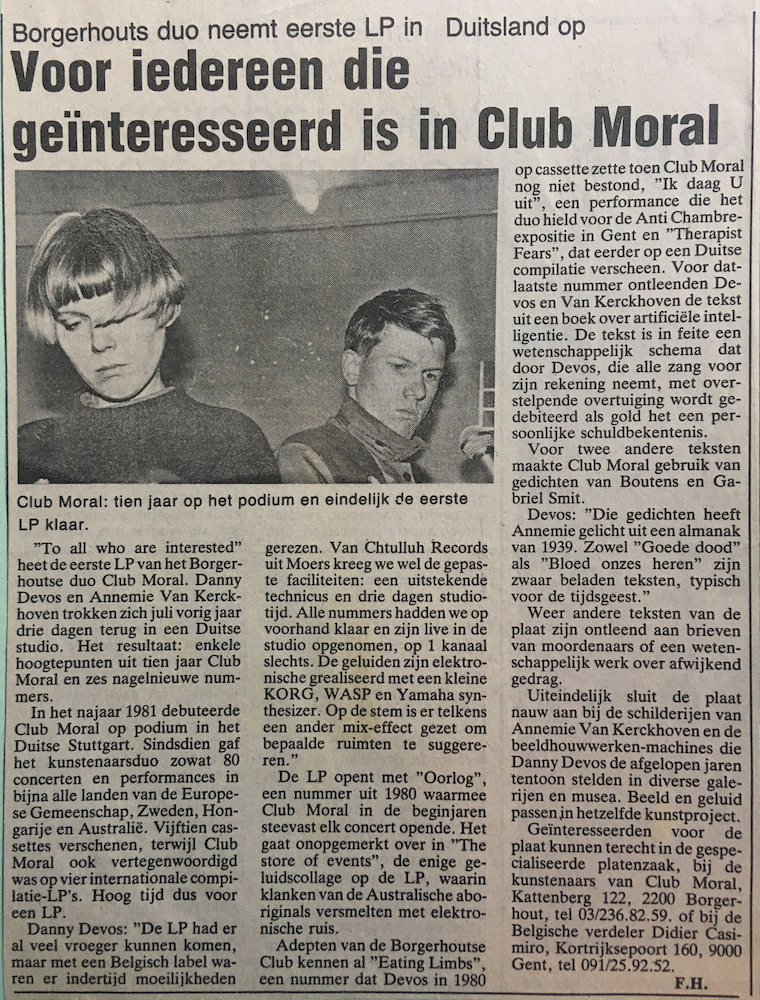 Borgerhouts duo neemt eerste LP in Duitsland op
Voor iedereen die
geïnteresseerd is in Club Moral
Club Moral: tien jaar op het podium en eindelijk de eerste
LP klaar.
"To all who are interested"
heet de eerste LP van het Borger-
houtse duo Club Moral. Danny
Devos en Annemie Van Kerck-
hoven trokken zich juli vorig jaar
drie dagen terug in een Duitse
studio. Het resultaat: enkele
hoogtepunten uit tien jaar Club
Moral en zes nagelnieuwe num-
mers.
In het najaar 1981 debuteerde
Club Moral op podium in het
Duitse Stuttgart. Sindsdien gaf
het kunstenaarsduo zowat 80
concerten en performances in
bijna alle landen van de Europe-
se Gemeenschap, Zweden, Hon-
garije en Australië. Vijftien cas-
settes verschenen, terwijl Club
Moral ook vertegenwoordigd
was op vier internationale compi-
latie-LP's. Hoog tijd dus voor
een LP.
Danny Devos: "De LP had er
al veel vroeger kunnen komen,
maar met een Belgisch label wa-
ren er indertijd moeilijkheden
gerezen. Van Chtulluh Records
uit Moers kreeg we wel de gepas-
te faciliteiten: een uitstekende
technicus en drie dagen studio-
tijd. Alle nummers hadden we op
voorhand klaar en zijn live in de
studio opgenomen, op 1 kanaal
slechts. De geluiden zijn elektro-
nische grealiseerd met een kleine
KORG, WASP en Yamaha syn-
thesizer. Op de stem is er telkens
een ander mix-effect gezet om
bepaalde ruimten te suggere-
ren."
De LP opent met "Oorlog",
een nummer uit 1980 waarmee
Club Moral in de beginjaren
steevast elk concert opende. Het
gaat onopgemerkt over in "The
store of events", de enige ge-
luidscollage op de LP, waarin
klanken van de Australische abo-
riginals versmelten met elektro-
nische ruis.
Adepten van de Borgerhoutse
Club kennen al "Eating Limbs",
een nummer dat Devos in 1980
op cassette zette toen Club Moral
nog niet bestond, "Ik daag U
uit", een performance die het
duo hield voor de Anti Chambre-
expositie in Gent en "Therapist
Fears", dat eerder op een Duitse
compilatie verscheen. Voor dat-
laatste nummer ontleenden De-
vos en Van Kerckhoven de tekst
uit een boek over artificiële intel-
ligentie. De tekst is in feite een
wetenschappelijk schema dat
door Devos, die alle zang voor
zijn rekening neemt, met over-
stelpende overtuiging wordt ge-
debiteerd als gold het een per-
soonlijke schuldbekentenis.
Voor twee andere teksten
maakte Club Moral gebruik van
gedichten van Boutens en Ga-
briel Smit.
Devos: "Die gedichten heeft
Annemie gelicht uit een almanak
van 1939. Zowel "Goede dood"
als "Bloed onzes heren" zijn
zwaar beladen teksten, typisch
voor de tijdsgeest."
Weer andere teksten van de
plaat zijn ontleend aan brieven
van moordenaars of een weten-
schappelijk werk over afwijkend
gedrag.
Uiteindelijk sluit de plaat
nauw aan bij de schilderijen van
Annemie Van Kerckhoven en de
beeldhouwwerken-machines die
Danny Devos de afgelopen jaren
tentoon stelden in diverse gale-
rijen en musea. Beeld en geluid
passen in hetzelfde kunstproject.
Geïnteresseerden voor de
plaat kunnen terecht in de gespe-
cialiseerde platenzaak, bij de
kunstenaars van Club Moral,
Kattenberg 122, 2200 Borger-
hout, tel 03/236.82.59. of bij de
Belgische verdeler Didier Casi-
miro, Kortrijksepoort 160, 9000
Gent, tel 091/25.92.52.
F.H.